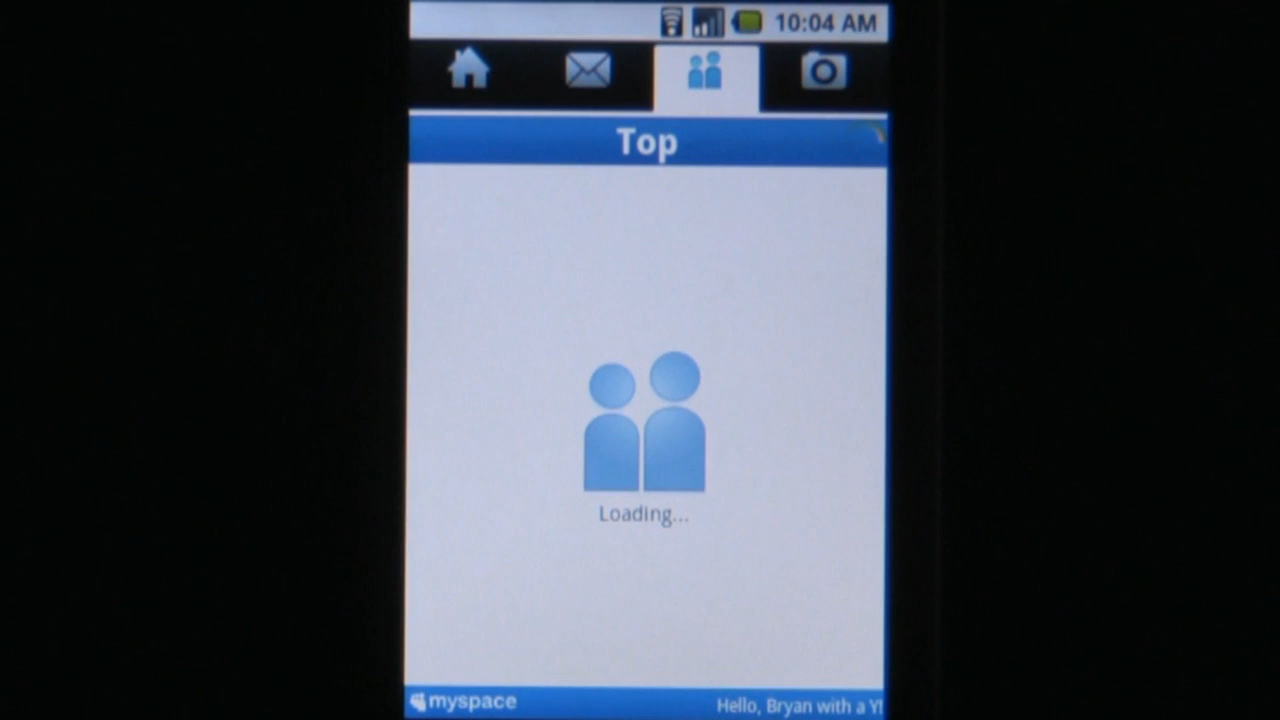 10:04 AM
Top
Loading...
myspace
Hello, Bryan with a Y!